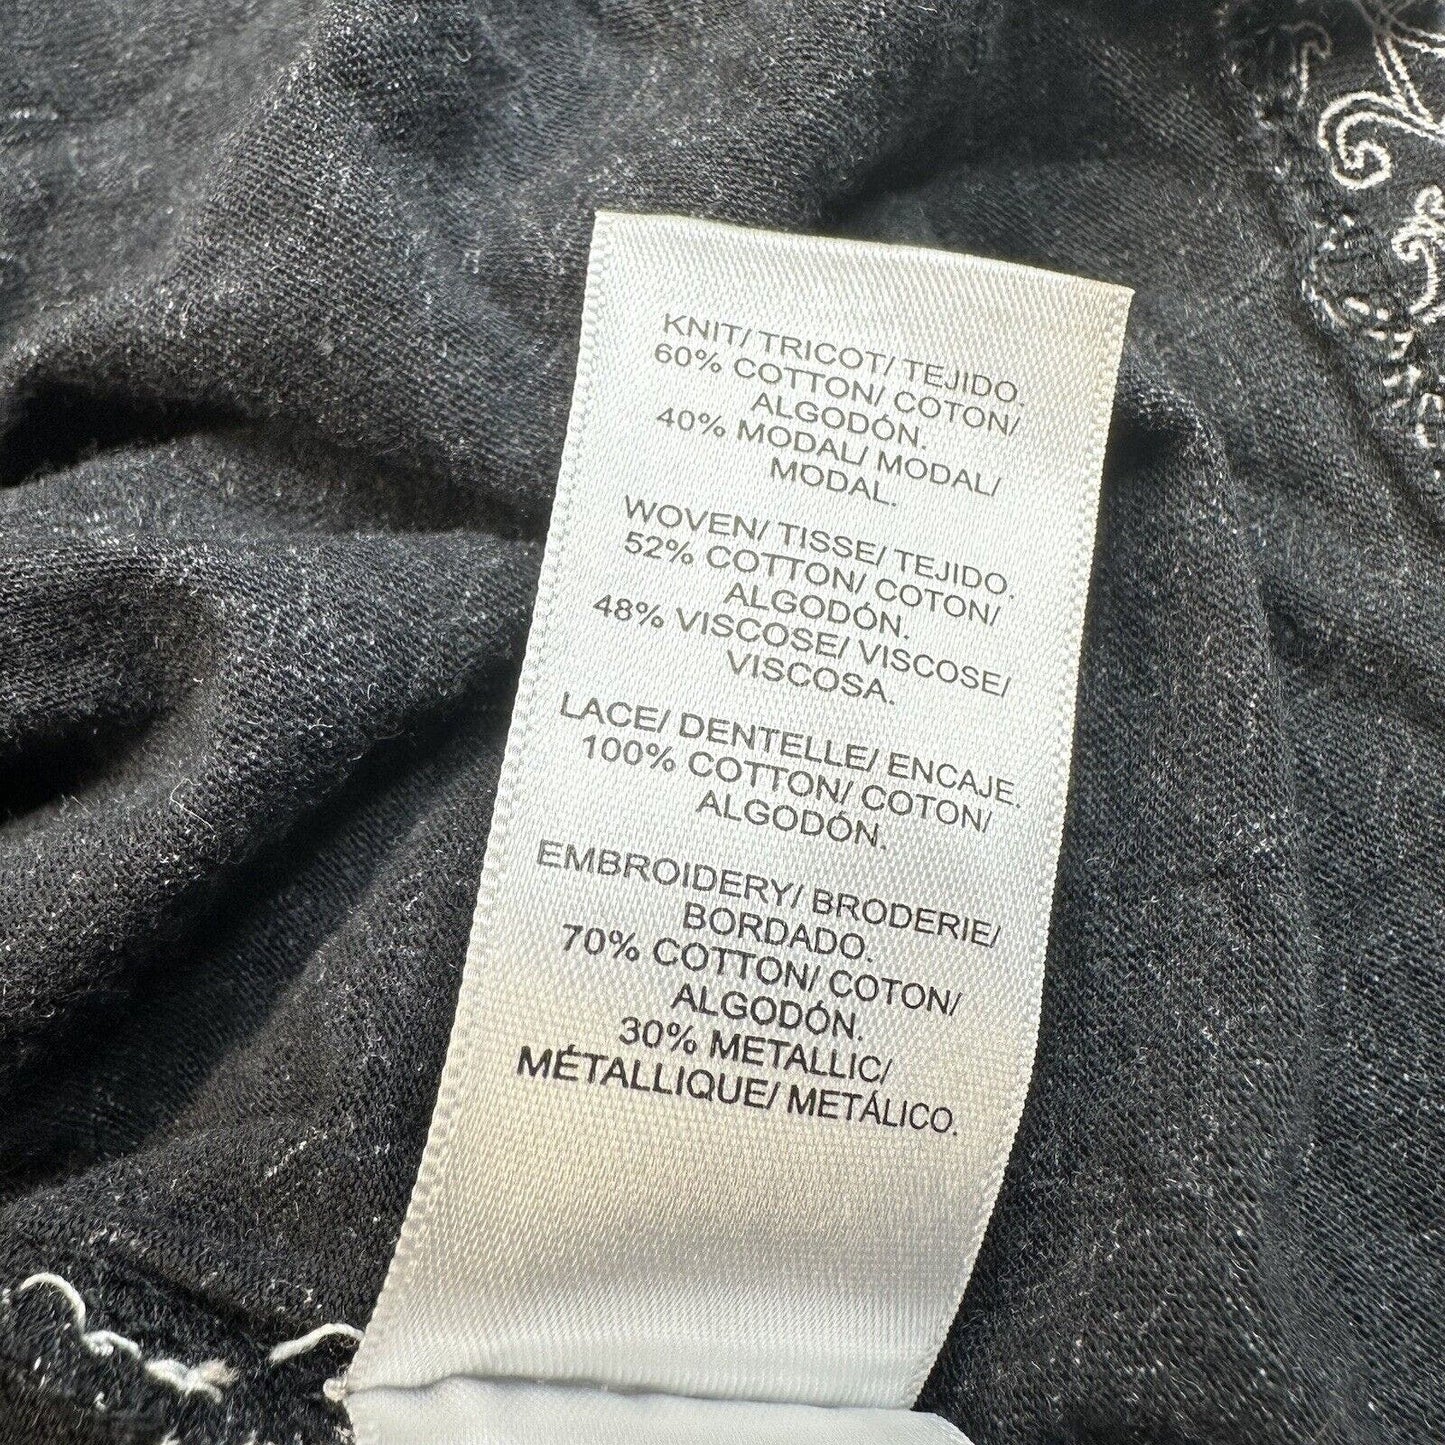 KNIT/ TRICOT/ TEJIDO.
60% COTTON/ COTON/
ALGODÓN.
40% MODAL/ MODAL/
MODAL.
WOVEN/ TISSE/ TEJIDO.
52% COTTON/ COTON/
ALGODÓN.
48% VISCOSE/ VISCOSE/
VISCOSA.
LACE/ DENTELLE/ ENCAJE.
100% COTTON/ COTON/
ALGODÓN.
EMBROIDERY/ BRODERIE/
BORDADO.
70% COTTON/ COTON/
ALGODÓN.
30% METALLIC/
MÉTALLIQUE/ METÁLICO.